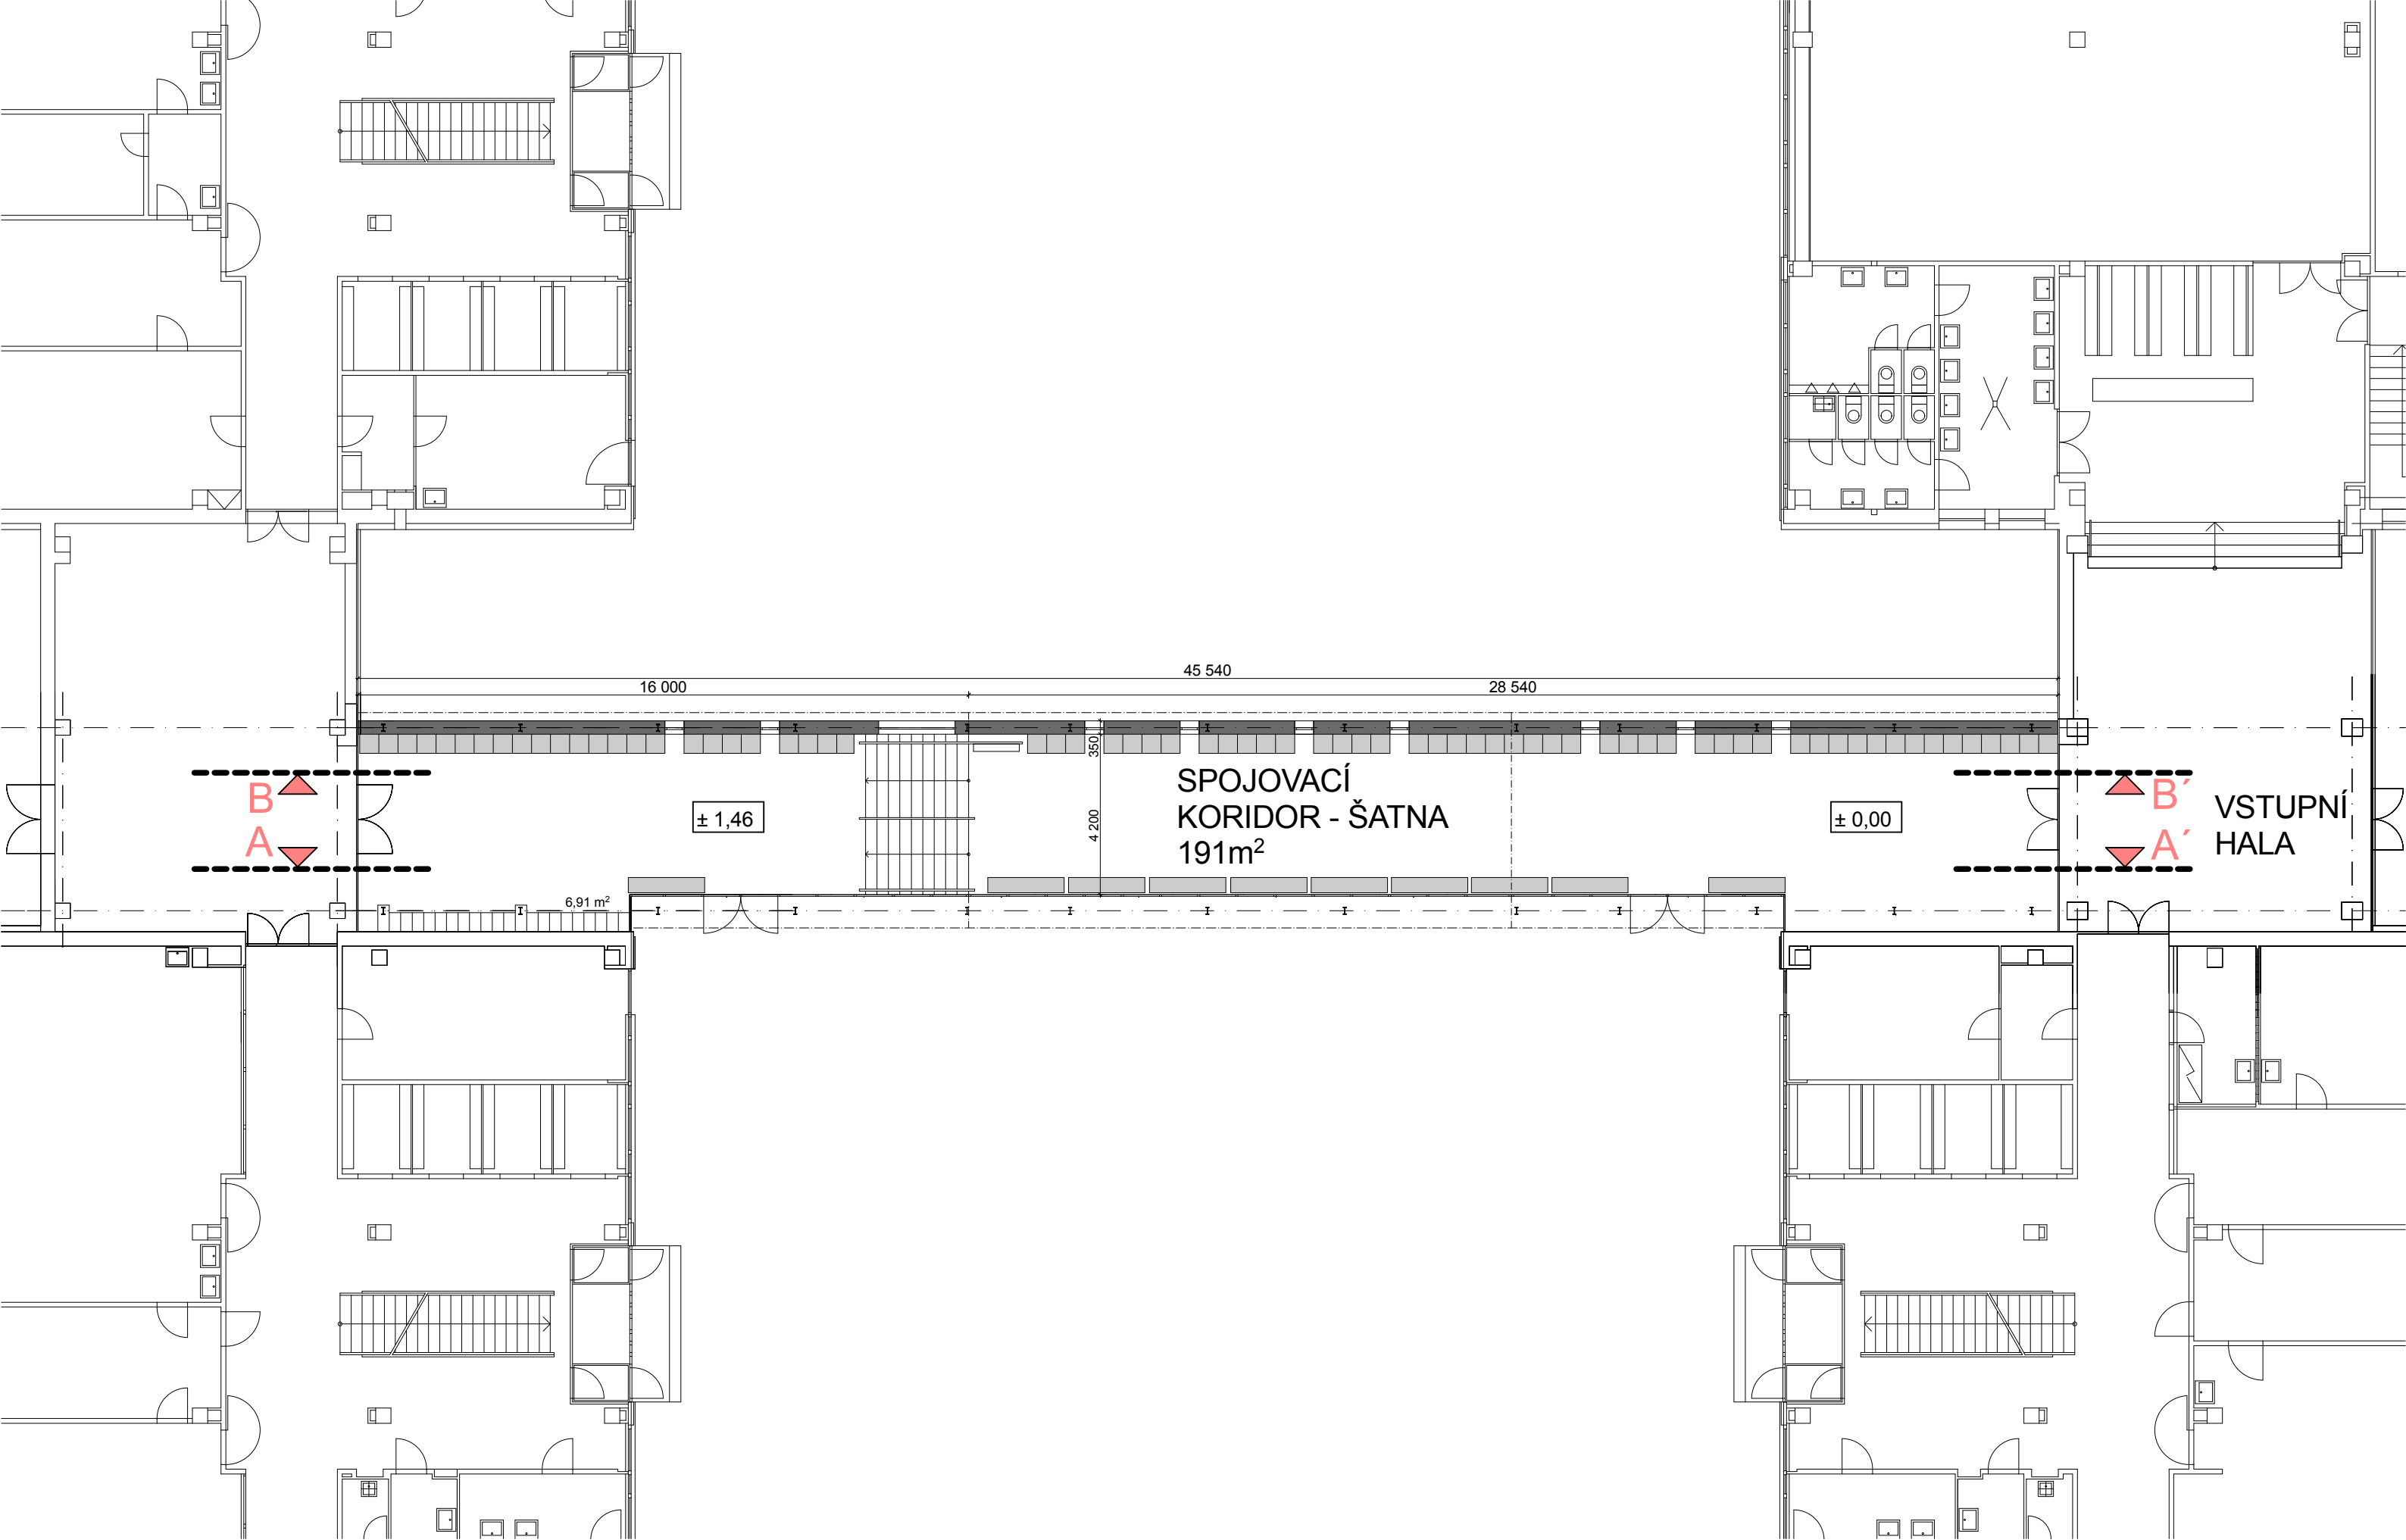 45 540
16 000
28 540
350
4 200
SPOJOVACÍ
KORIDOR - ŠATNA
191m²
± 1,46
± 0,00
B
A
B´
A´
VSTUPNÍ
HALA
6,91 m²